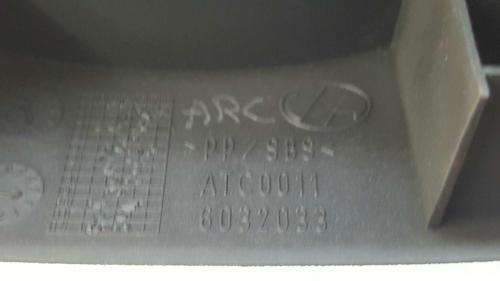 ARC
>PP/SBS<
ATC0011
6032033